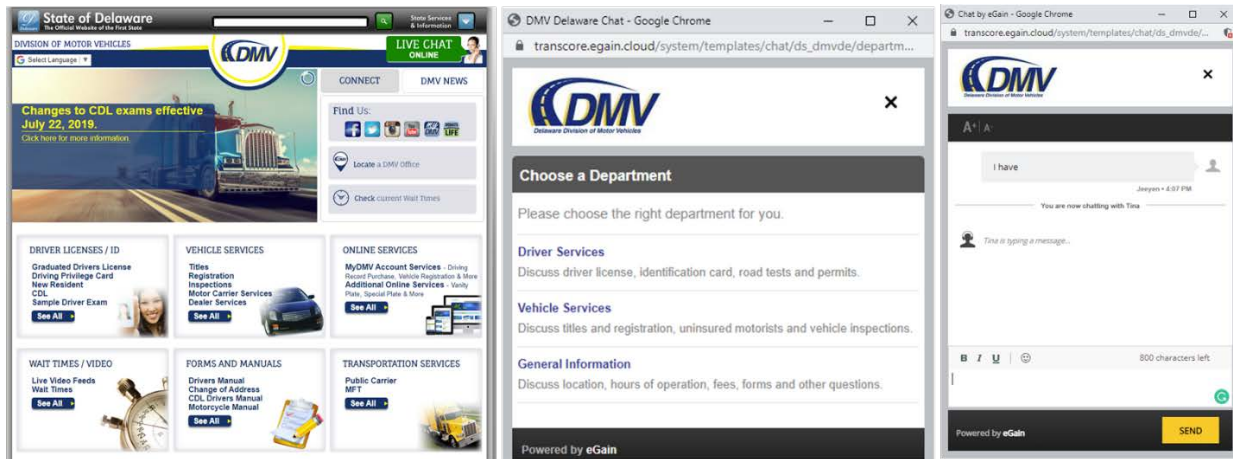 State of Delaware
The Official Website of the First State
State Services
& Information
DIVISION OF MOTOR VEHICLES
DMV
LIVE CHAT
ONLINE
G Select Language ▼
Changes to CDL exams effective
July 22, 2019.
Click here for more information.
CONNECT
DMV NEWS
Find Us:
Locate a DMV Office
Check current Wait Times
DRIVER LICENSES / ID
Graduated Drivers License
Driving Privilege Card
New Resident
CDL
Sample Driver Exam
See All
VEHICLE SERVICES
Titles
Registration
Inspections
Motor Carrier Services
Dealer Services
See All
ONLINE SERVICES
MyDMV Account Services - Driving
Record Purchase, Vehicle Registration & More
Additional Online Services - Vanity
Plate, Special Plate & More
See All
WAIT TIMES / VIDEO
Live Video Feeds
Wait Times
See All
FORMS AND MANUALS
Drivers Manual
Change of Address
CDL Drivers Manual
Motorcycle Manual
See All
TRANSPORTATION SERVICES
Public Carrier
MFT
See All
DMV Delaware Chat - Google Chrome
transcore.egain.cloud/system/templates/chat/ds_dmvde/departm...
DMV
Delaware Division of Motor Vehicles
Choose a Department
Please choose the right department for you.
Driver Services
Discuss driver license, identification card, road tests and permits.
Vehicle Services
Discuss titles and registration, uninsured motorists and vehicle inspections.
General Information
Discuss location, hours of operation, fees, forms and other questions.
Powered by eGain
Chat by eGain - Google Chrome
transcore.egain.cloud/system/templates/chat/ds_dmvde/...
DMV
Delaware Division of Motor Vehicles
A+ | A-
I have
Jeeyen • 4:07 PM
You are now chatting with Tina
Tina is typing a message...
B I U
800 characters left
Powered by eGain
SEND